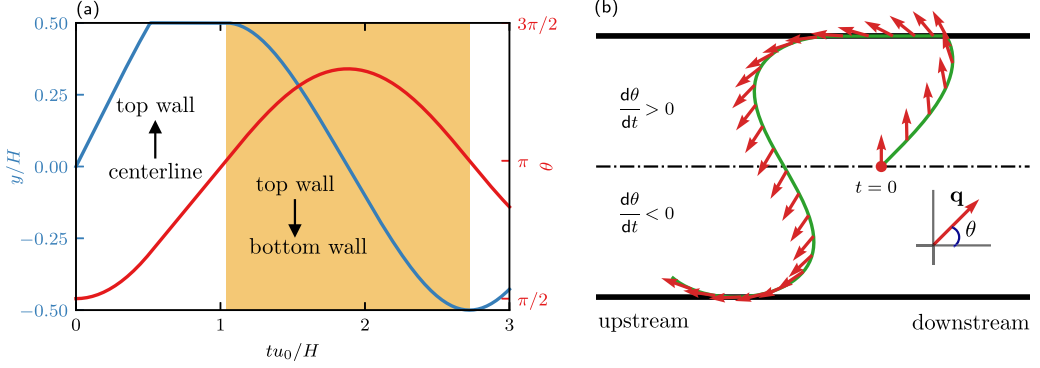 (a)
0.50
0.25
0.00
−0.25
−0.50
y/H
top wall
centerline
top wall
bottom wall
3π/2
π
π/2
θ
0
1
2
3
tu₀/H
(b)
dθ/dt > 0
dθ/dt < 0
t = 0
q
θ
upstream
downstream